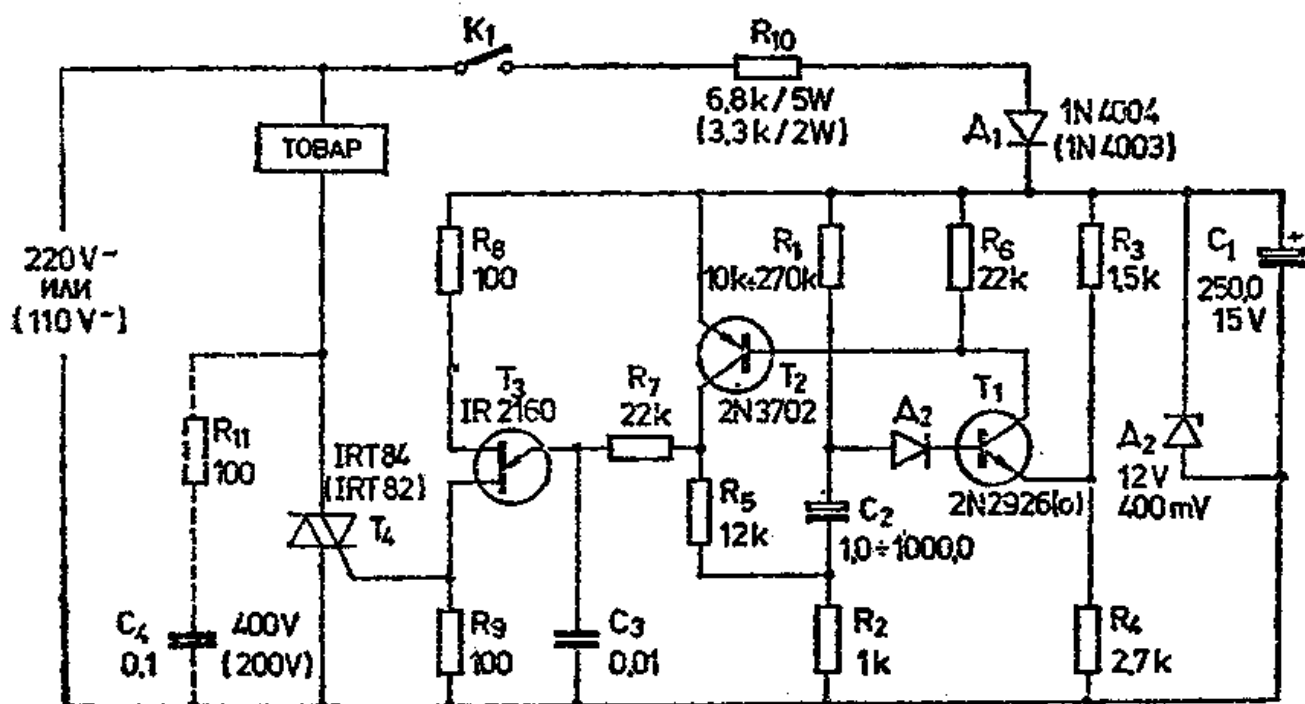 K1
R10
6,8k/5W
(3,3k/2W)
Д1
1N4004
(1N4003)
ТОВАР
220V~
ИЛИ
(110V~)
R8
100
R1
10k÷270k
R6
22k
R3
1,5k
C1
250,0
15V
T3
IR2160
R7
22k
T2
2N3702
T1
2N2926(o)
Д2
Д2
12V
400mV
R11
100
IRT84
(IRT82)
T4
R5
12k
C2
1,0÷1000,0
C4
0,1
400V
(200V)
R9
100
C3
0,01
R2
1k
R4
2,7k